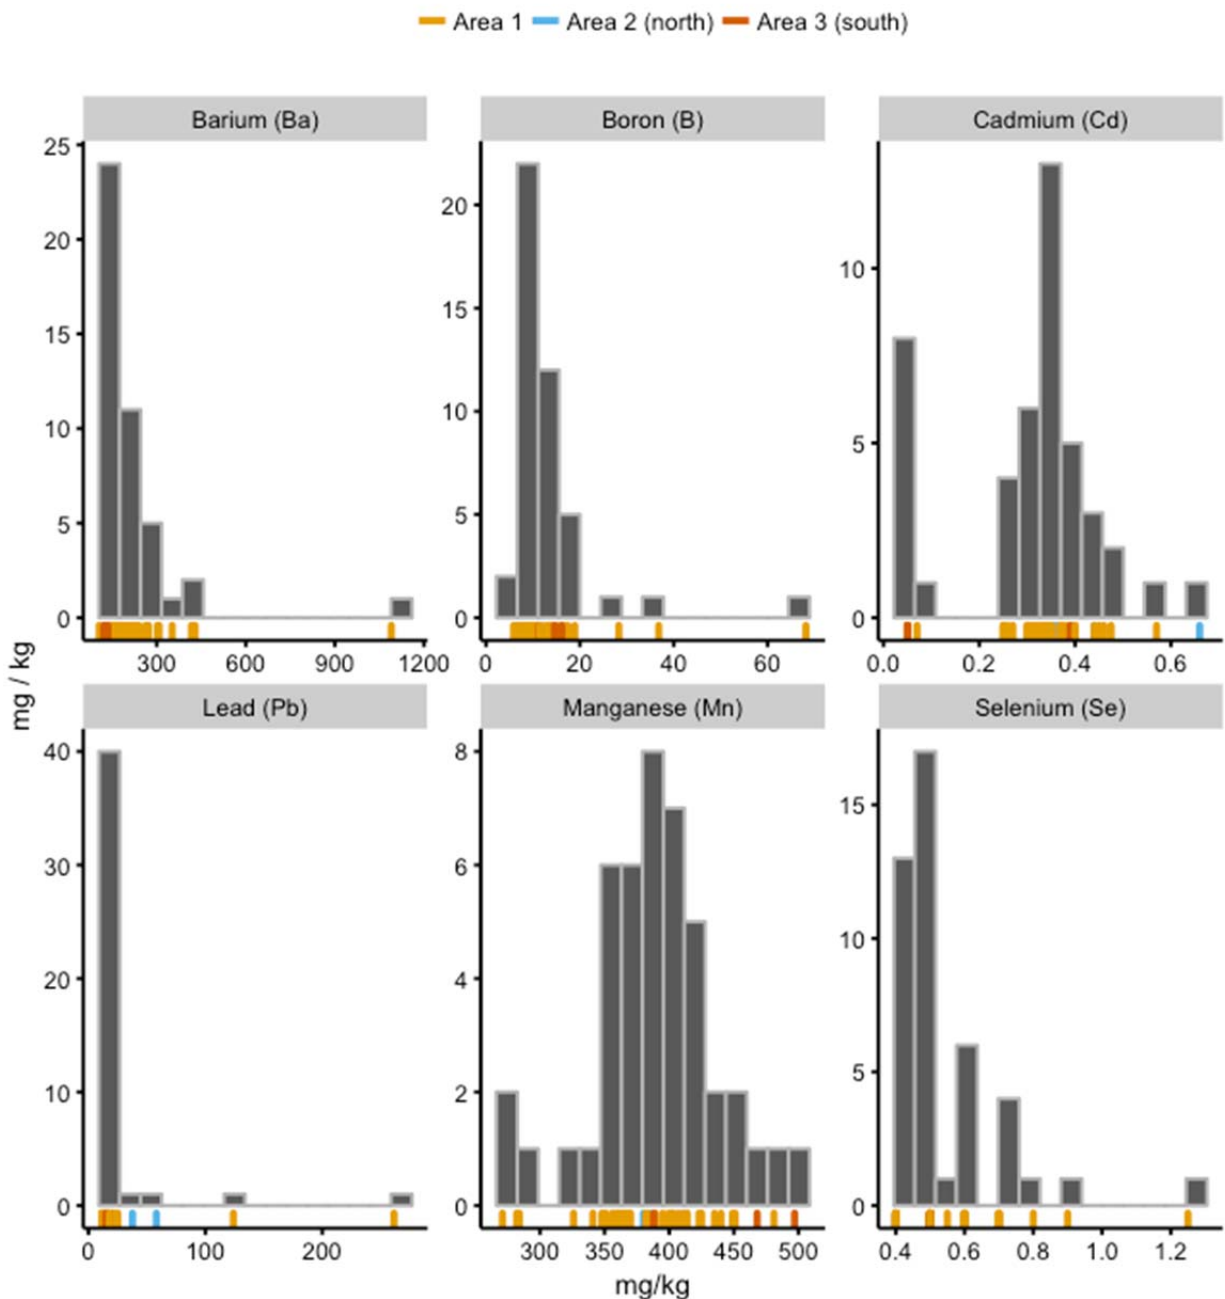 Area 1 Area 2 (north) Area 3 (south)
Barium (Ba) Boron (B) Cadmium (Cd)
25
20
15
10
5
0
300 600 900 1200
20
15
10
5
0
0 20 40 60
10
5
0
0.0 0.2 0.4 0.6
mg / kg
Lead (Pb) Manganese (Mn) Selenium (Se)
40
30
20
10
0
0 100 200
8
6
4
2
0
300 350 400 450 500
15
10
5
0
0.4 0.6 0.8 1.0 1.2
mg/kg